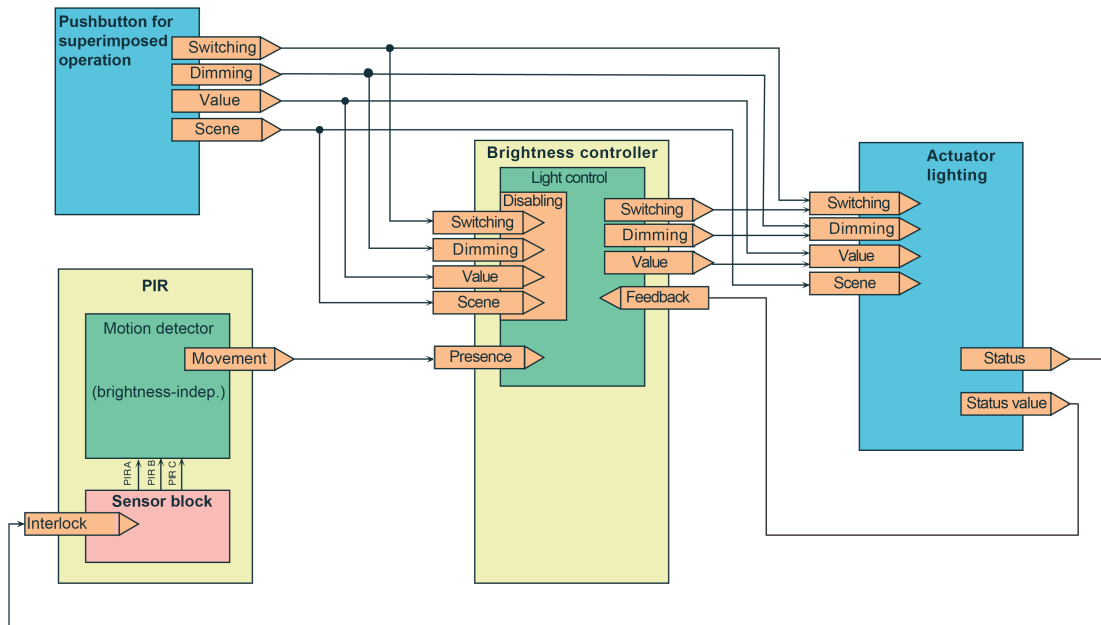 Pushbutton for
superimposed
operation
Switching
Dimming
Value
Scene
Brightness controller
Light control
Disabling
Switching
Dimming
Value
Scene
Presence
Switching
Dimming
Value
Feedback
Actuator
lighting
Switching
Dimming
Value
Scene
Status
Status value
PIR
Motion detector
Movement
(brightness-indep.)
PIR A
PIR B
PIR C
Sensor block
Interlock